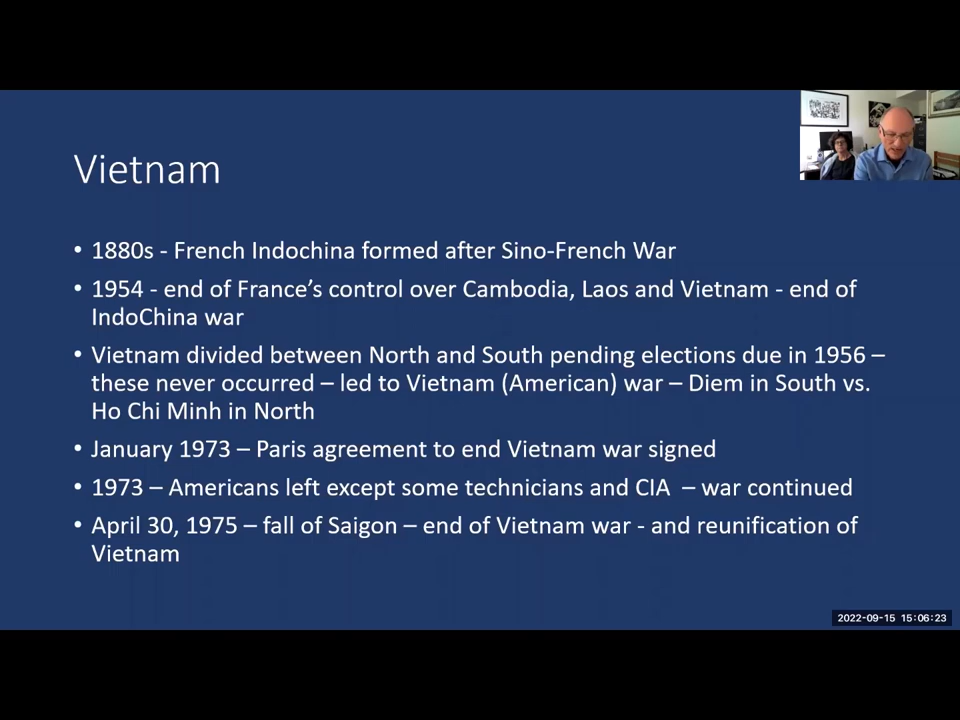 Vietnam
• 1880s - French Indochina formed after Sino-French War
• 1954 - end of France’s control over Cambodia, Laos and Vietnam - end of
IndoChina war
• Vietnam divided between North and South pending elections due in 1956 –
these never occurred – led to Vietnam (American) war – Diem in South vs.
Ho Chi Minh in North
• January 1973 – Paris agreement to end Vietnam war signed
• 1973 – Americans left except some technicians and CIA – war continued
• April 30, 1975 – fall of Saigon – end of Vietnam war - and reunification of
Vietnam
2022-09-15 15:06:23